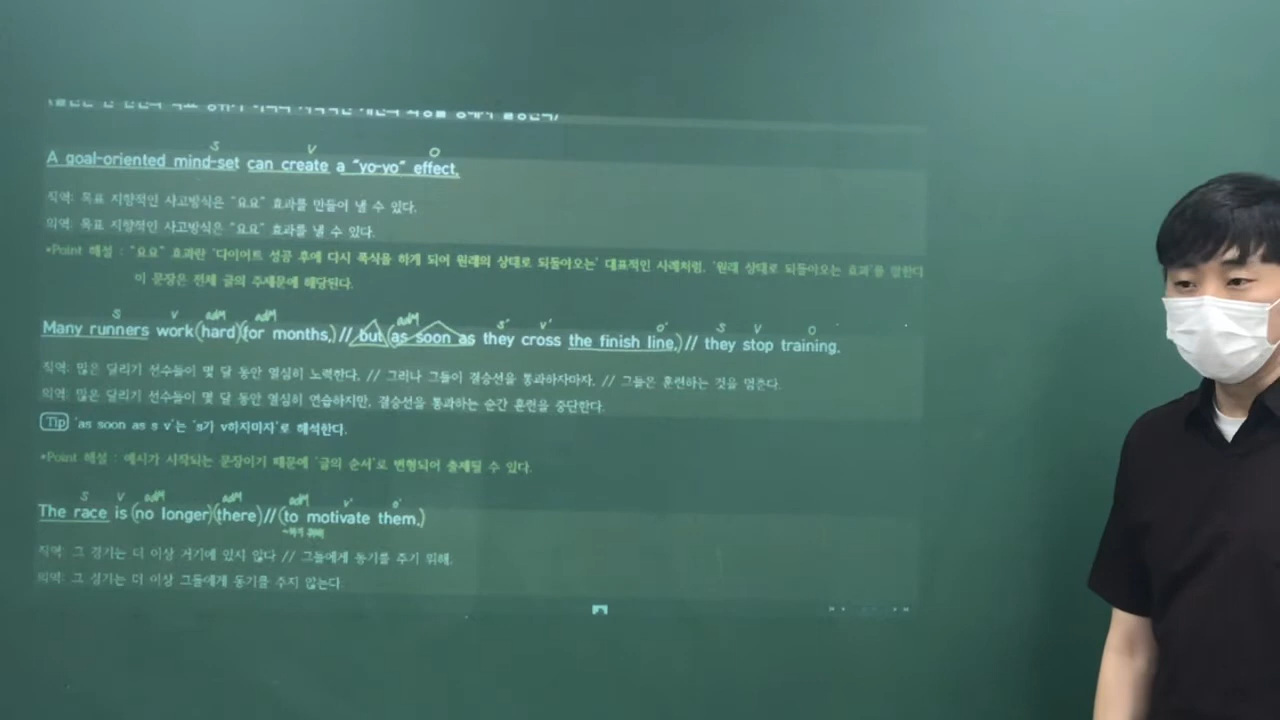 S V O
A goal-oriented mind-set can create a "yo-yo" effect.
직역: 목표 지향적인 사고방식은 "요요" 효과를 만들어 낼 수 있다.
의역: 목표 지향적인 사고방식은 "요요" 효과를 낼 수 있다.
*Point 해설 : "요요" 효과란 '다이어트 성공 후에 다시 폭식을 하게 되어 원래의 상태로 되돌아오는' 대표적인 사례처럼, '원래 상태로 되돌아오는 효과'를 말한다
이 문장은 전체 글의 주제문에 해당된다.
S V adM adM adM S' V' O' S V O
Many runners work (hard)(for months,) // but (as soon as they cross the finish line,) // they stop training.
직역: 많은 달리기 선수들이 몇 달 동안 열심히 노력한다, // 그러나 그들이 결승선을 통과하자마자, // 그들은 훈련하는 것을 멈춘다.
의역: 많은 달리기 선수들이 몇 달 동안 열심히 연습하지만, 결승선을 통과하는 순간 훈련을 중단한다.
Tip 'as soon as s v'는 's가 v하자마자'로 해석한다.
*Point 해설 : 예시가 시작되는 문장이기 때문에 '글의 순서'로 변형되어 출제될 수 있다.
S V adM adM adM V' O'
The race is (no longer)(there) // (to motivate them.)
직역: 그 경기는 더 이상 거기에 있지 않다 // 그들에게 동기를 주기 위해.
의역: 그 경기는 더 이상 그들에게 동기를 주지 않는다.